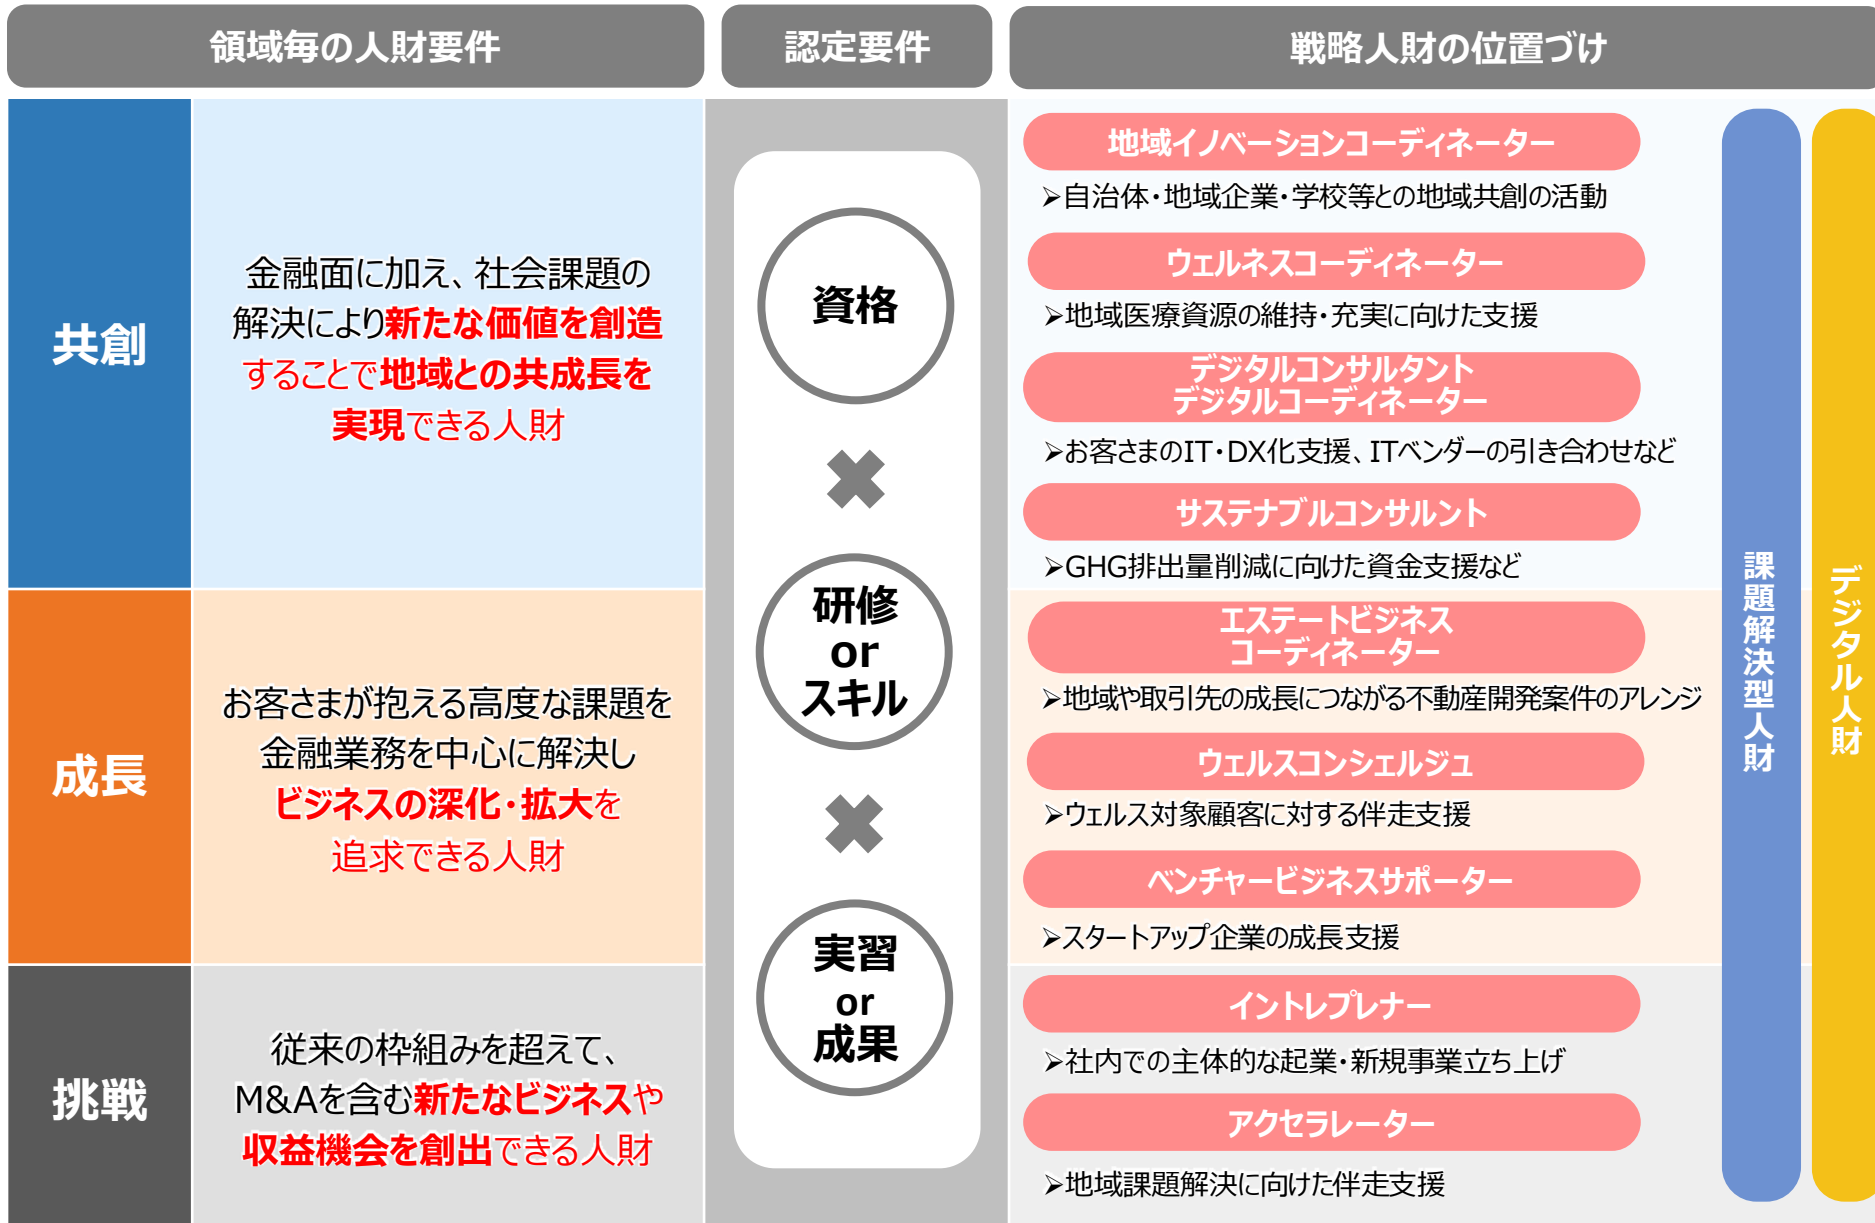 領域毎の人財要件
認定要件
戦略人財の位置づけ
共創
金融面に加え、社会課題の
解決により新たな価値を創造
することで地域との共成長を
実現できる人財
成長
お客さまが抱える高度な課題を
金融業務を中心に解決し
ビジネスの深化・拡大を
追求できる人財
挑戦
従来の枠組みを超えて、
M&Aを含む新たなビジネスや
収益機会を創出できる人財
資格
✖
研修
or
スキル
✖
実習
or
成果
地域イノベーションコーディネーター
➢自治体・地域企業・学校等との地域共創の活動
ウェルネスコーディネーター
➢地域医療資源の維持・充実に向けた支援
デジタルコンサルタント
デジタルコーディネーター
➢お客さまのIT・DX化支援、ITベンダーの引き合わせなど
サステナブルコンサルント
➢GHG排出量削減に向けた資金支援など
エステートビジネス
コーディネーター
➢地域や取引先の成長につながる不動産開発案件のアレンジ
ウェルスコンシェルジュ
➢ウェルス対象顧客に対する伴走支援
ベンチャービジネスサポーター
➢スタートアップ企業の成長支援
イントレプレナー
➢社内での主体的な起業・新規事業立ち上げ
アクセラレーター
➢地域課題解決に向けた伴走支援
課題解決型人財
デジタル人財